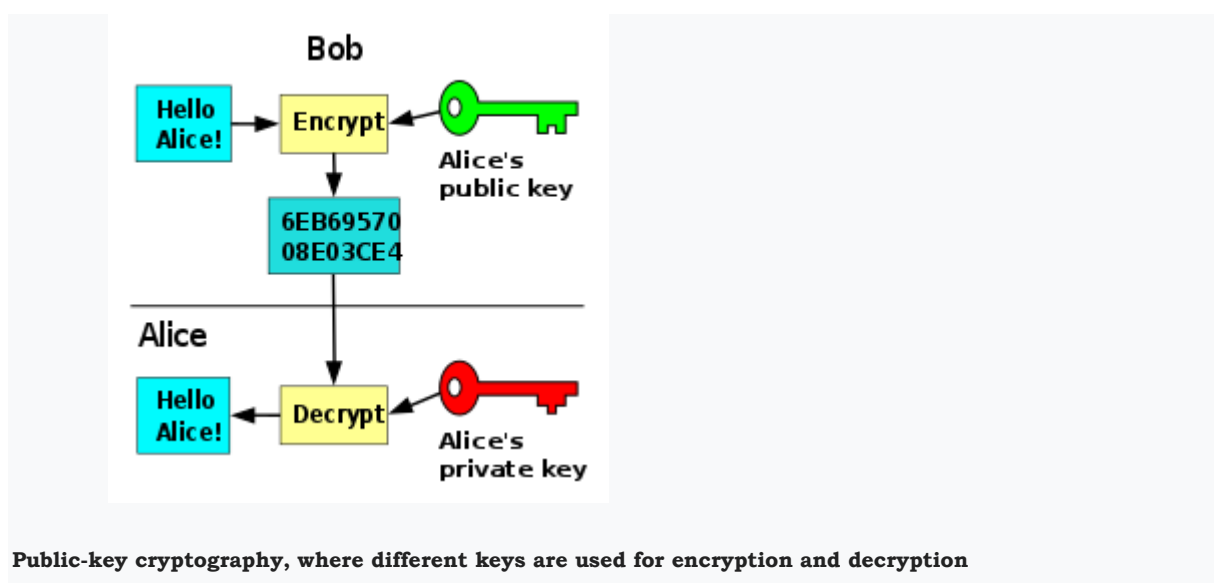 Bob
Hello
Alice!
Encrypt
Alice's
public key
6EB69570
08E03CE4
Alice
Hello
Alice!
Decrypt
Alice's
private key
Public-key cryptography, where different keys are used for encryption and decryption